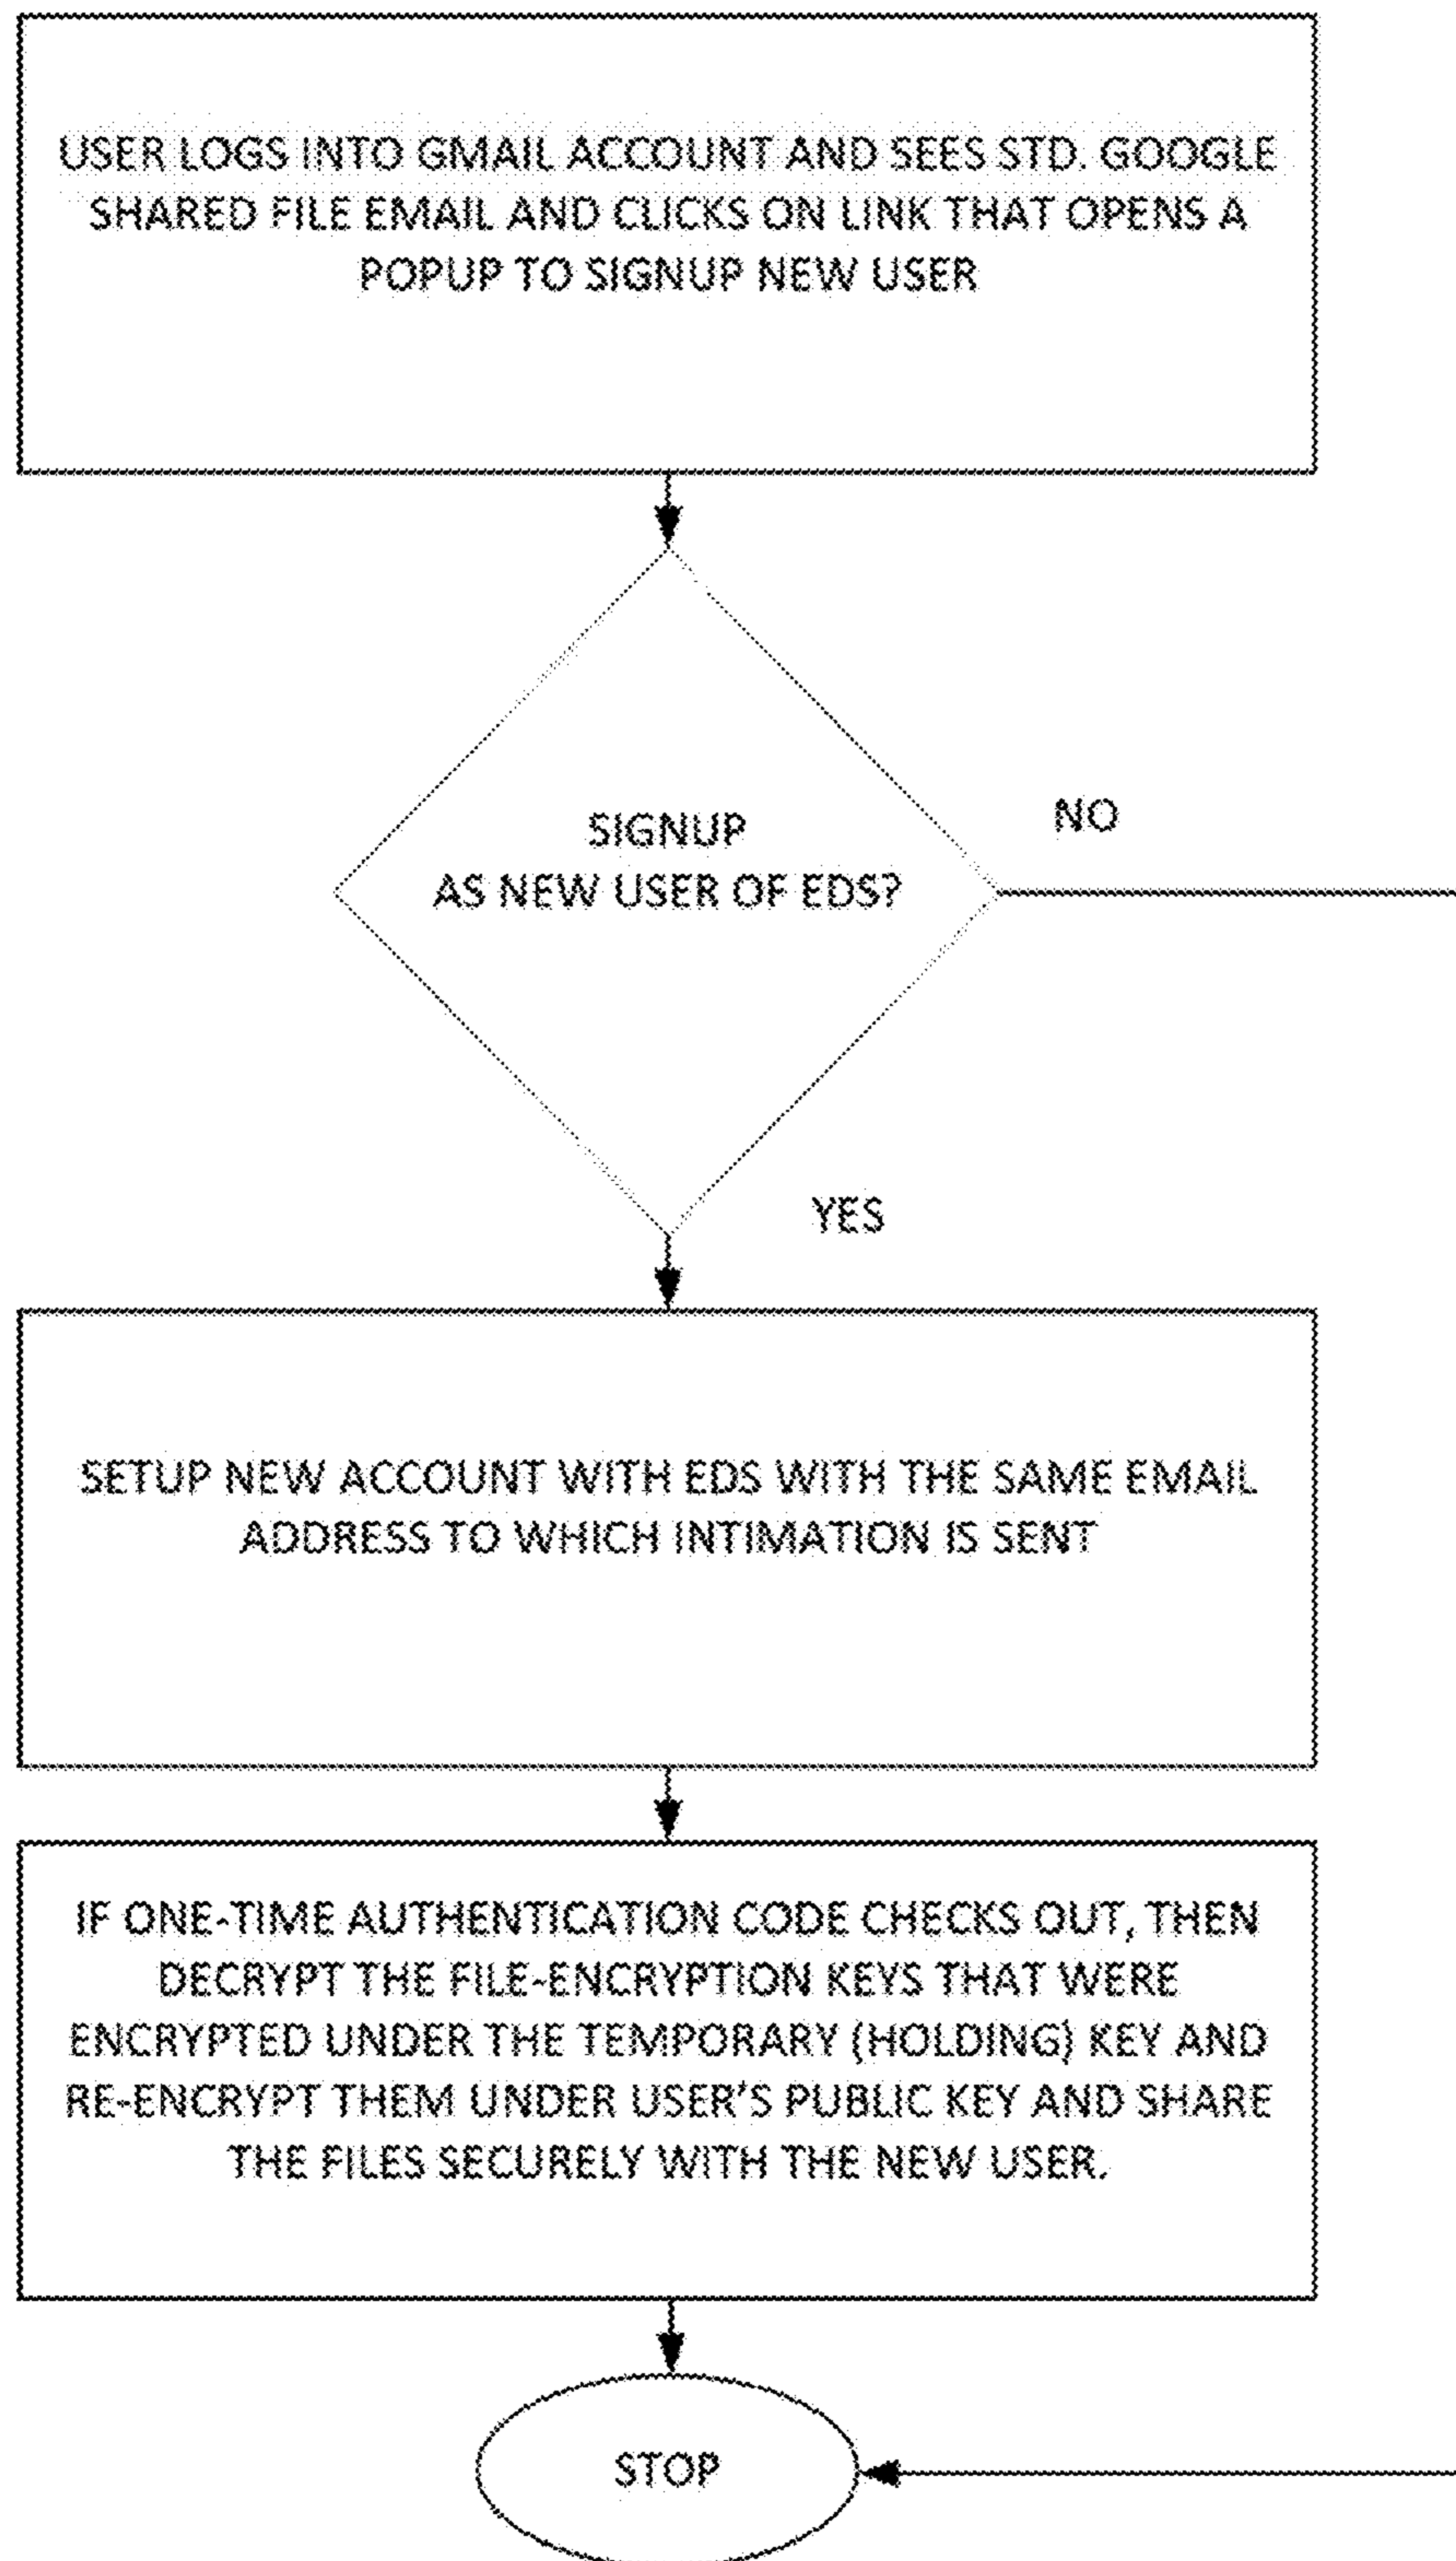 USER LOGS INTO GMAIL ACCOUNT AND SEES STD. GOOGLE
SHARED FILE EMAIL AND CLICKS ON LINK THAT OPENS A
POPUP TO SIGNUP NEW USER
SIGNUP
AS NEW USER OF EDS?
NO
YES
SETUP NEW ACCOUNT WITH EDS WITH THE SAME EMAIL
ADDRESS TO WHICH INTIMATION IS SENT
IF ONE-TIME AUTHENTICATION CODE CHECKS OUT, THEN
DECRYPT THE FILE-ENCRYPTION KEYS THAT WERE
ENCRYPTED UNDER THE TEMPORARY (HOLDING) KEY AND
RE-ENCRYPT THEM UNDER USER'S PUBLIC KEY AND SHARE
THE FILES SECURELY WITH THE NEW USER.
STOP